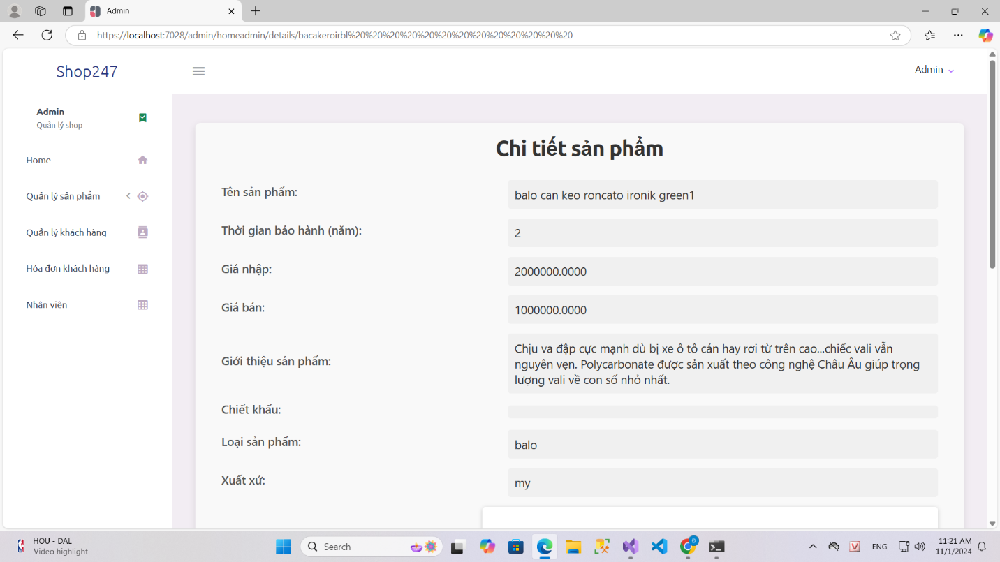 Admin
https://localhost:7028/admin/homeadmin/details/bacakeroirbl%20%20%20%20%20%20%20%20%20%20%20%20%20
Shop247
Admin
Admin
Quản lý shop
Home
Quản lý sản phẩm
Quản lý khách hàng
Hóa đơn khách hàng
Nhân viên
Chi tiết sản phẩm
Tên sản phẩm:
balo can keo roncato ironik green1
Thời gian bảo hành (năm):
2
Giá nhập:
2000000.0000
Giá bán:
1000000.0000
Giới thiệu sản phẩm:
Chịu va đập cực mạnh dù bị xe ô tô cán hay rơi từ trên cao...chiếc vali vẫn
nguyên vẹn. Polycarbonate được sản xuất theo công nghệ Châu Âu giúp trọng
lượng vali về con số nhỏ nhất.
Chiết khấu:
Loại sản phẩm:
balo
Xuất xứ:
my
HOU - DAL
Video highlight
Search
Đ
V
ENG
11:21 AM
11/1/2024